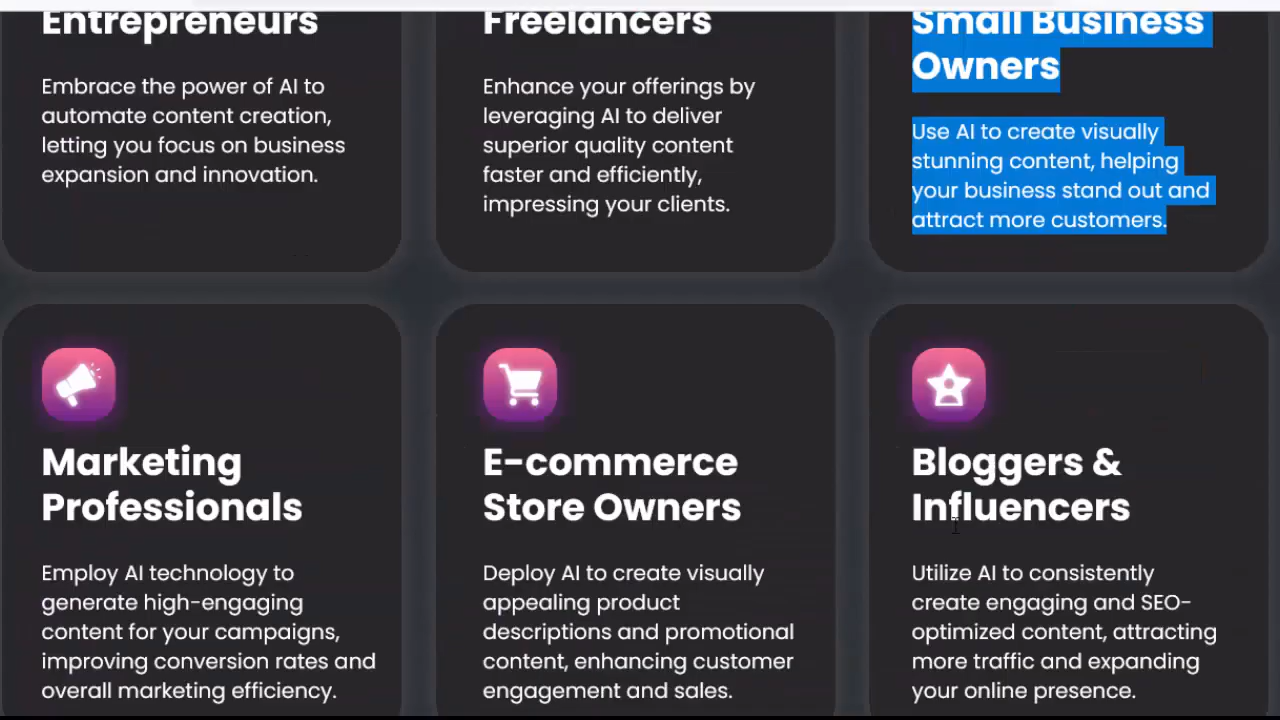 Entrepreneurs
Embrace the power of AI to
automate content creation,
letting you focus on business
expansion and innovation.
Freelancers
Enhance your offerings by
leveraging AI to deliver
superior quality content
faster and efficiently,
impressing your clients.
Small Business
Owners
Use AI to create visually
stunning content, helping
your business stand out and
attract more customers.
Marketing
Professionals
Employ AI technology to
generate high-engaging
content for your campaigns,
improving conversion rates and
overall marketing efficiency.
E-commerce
Store Owners
Deploy AI to create visually
appealing product
descriptions and promotional
content, enhancing customer
engagement and sales.
Bloggers &
Influencers
Utilize AI to consistently
create engaging and SEO-
optimized content, attracting
more traffic and expanding
your online presence.